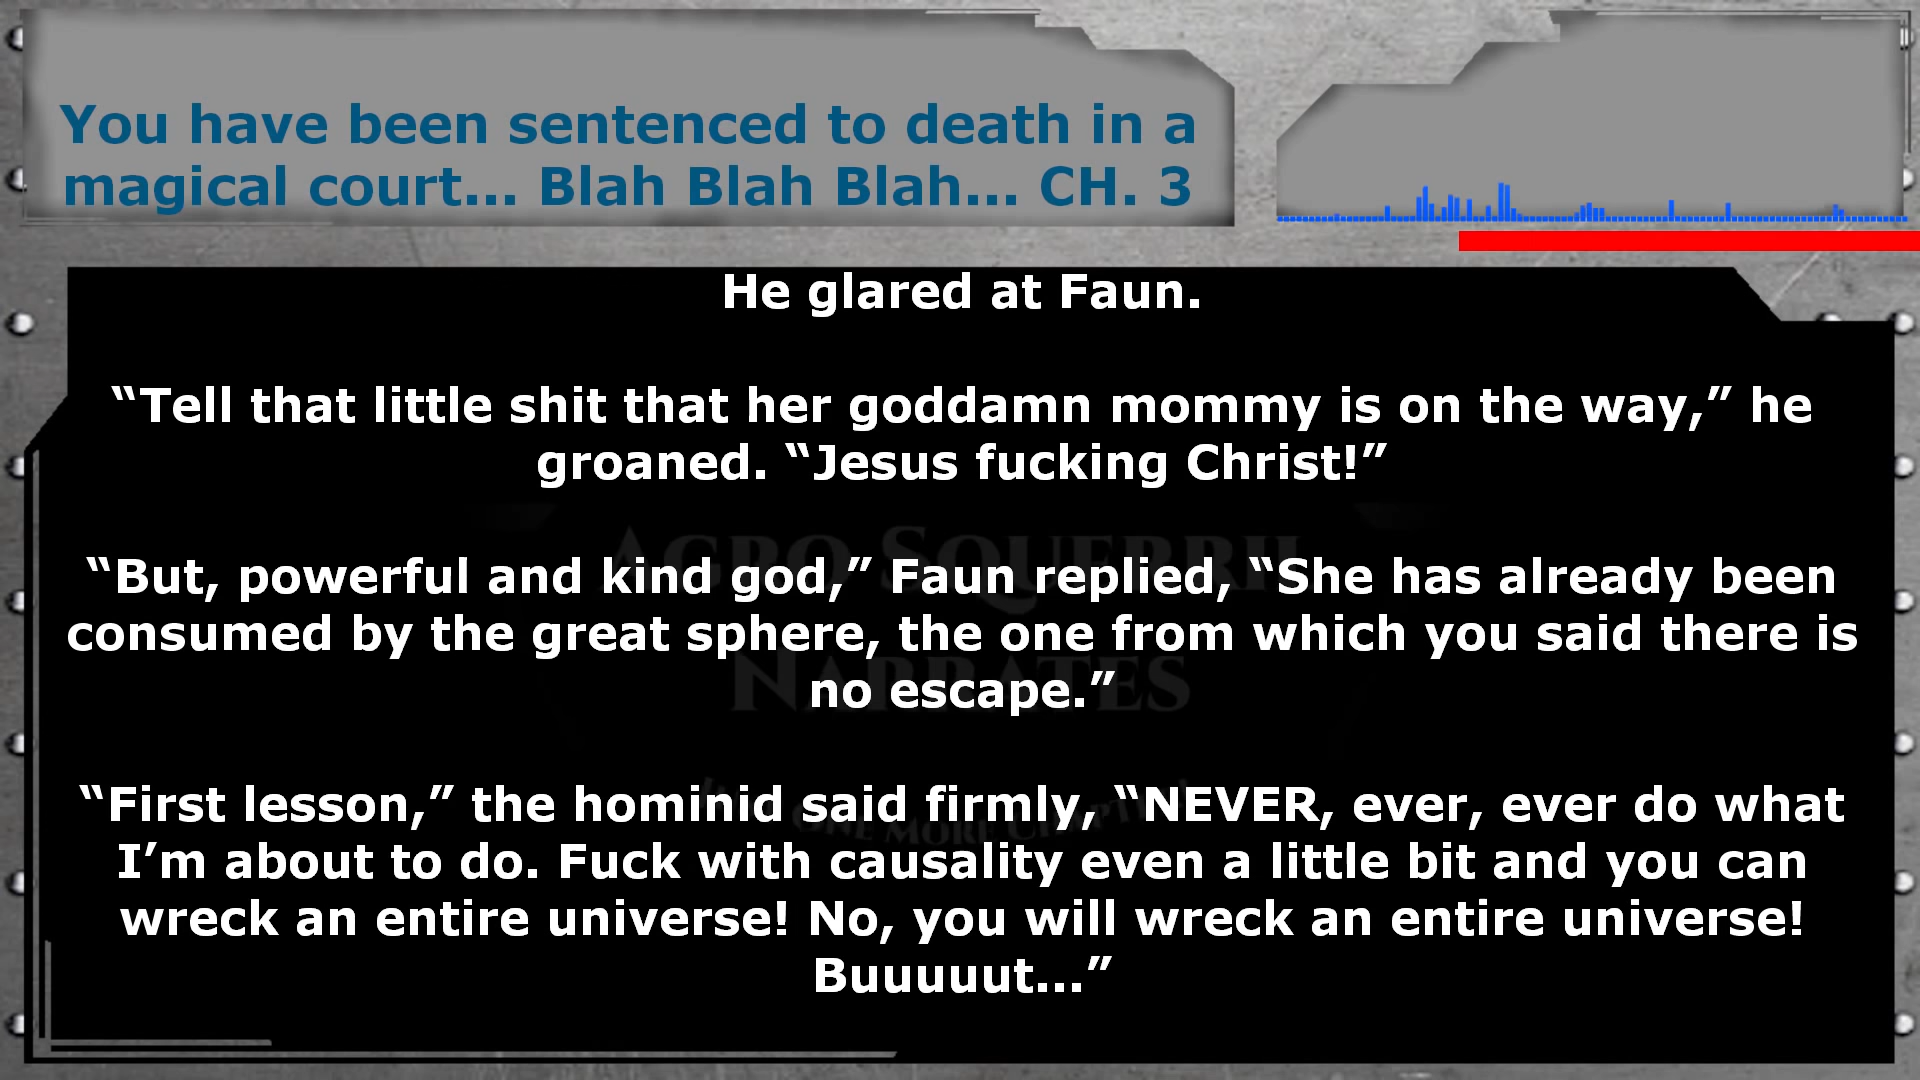 You have been sentenced to death in a
magical court... Blah Blah Blah... CH. 3
He glared at Faun.
“Tell that little shit that her goddamn mommy is on the way,” he
groaned. “Jesus fucking Christ!”
“But, powerful and kind god,” Faun replied, “She has already been
consumed by the great sphere, the one from which you said there is
no escape.”
“First lesson,” the hominid said firmly, “NEVER, ever, ever do what
I’m about to do. Fuck with causality even a little bit and you can
wreck an entire universe! No, you will wreck an entire universe!
Buuuuut...”